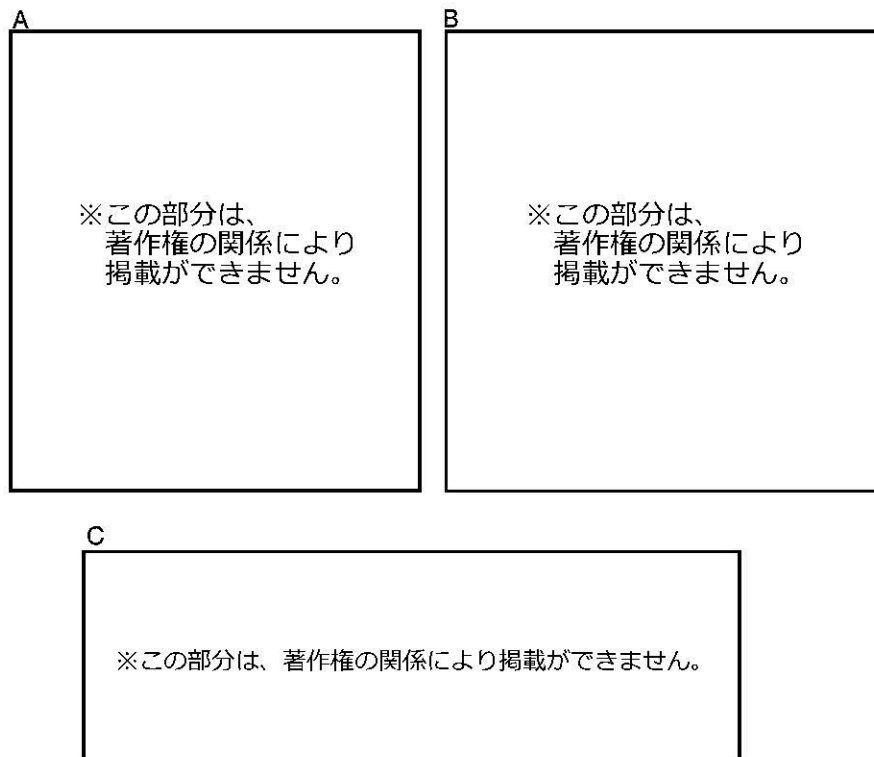 A
※この部分は、
著作権の関係により
掲載ができません。
B
※この部分は、
著作権の関係により
掲載ができません。
C
※この部分は、著作権の関係により掲載ができません。